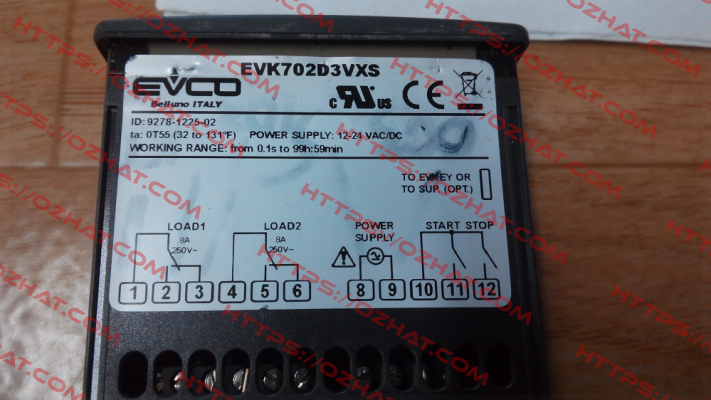 EVK702D3VXS
EVCO
Belluno ITALY
c RU us CE
ID: 9278-1225-02
ta: 0T55 (32 to 131°F) POWER SUPPLY: 12-24 VAC/DC
WORKING RANGE: from 0.1s to 99h:59min
TO EVKEY OR
TO SUP. (OPT.)
LOAD1
8A
250V~
LOAD2
8A
250V~
POWER
SUPPLY
START STOP
1 2 3 4 5 6 8 9 10 11 12
HTTPS://OZHAT.COM